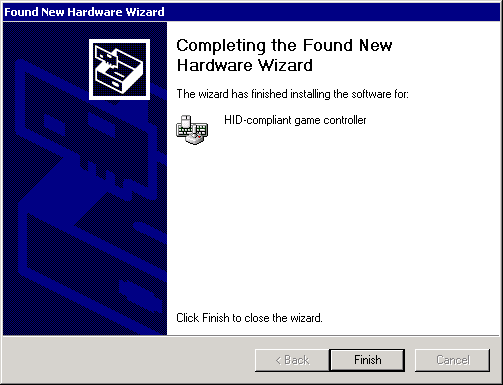 Found New Hardware Wizard
Completing the Found New
Hardware Wizard
The wizard has finished installing the software for:
HID-compliant game controller
Click Finish to close the wizard.
< Back
Finish
Cancel